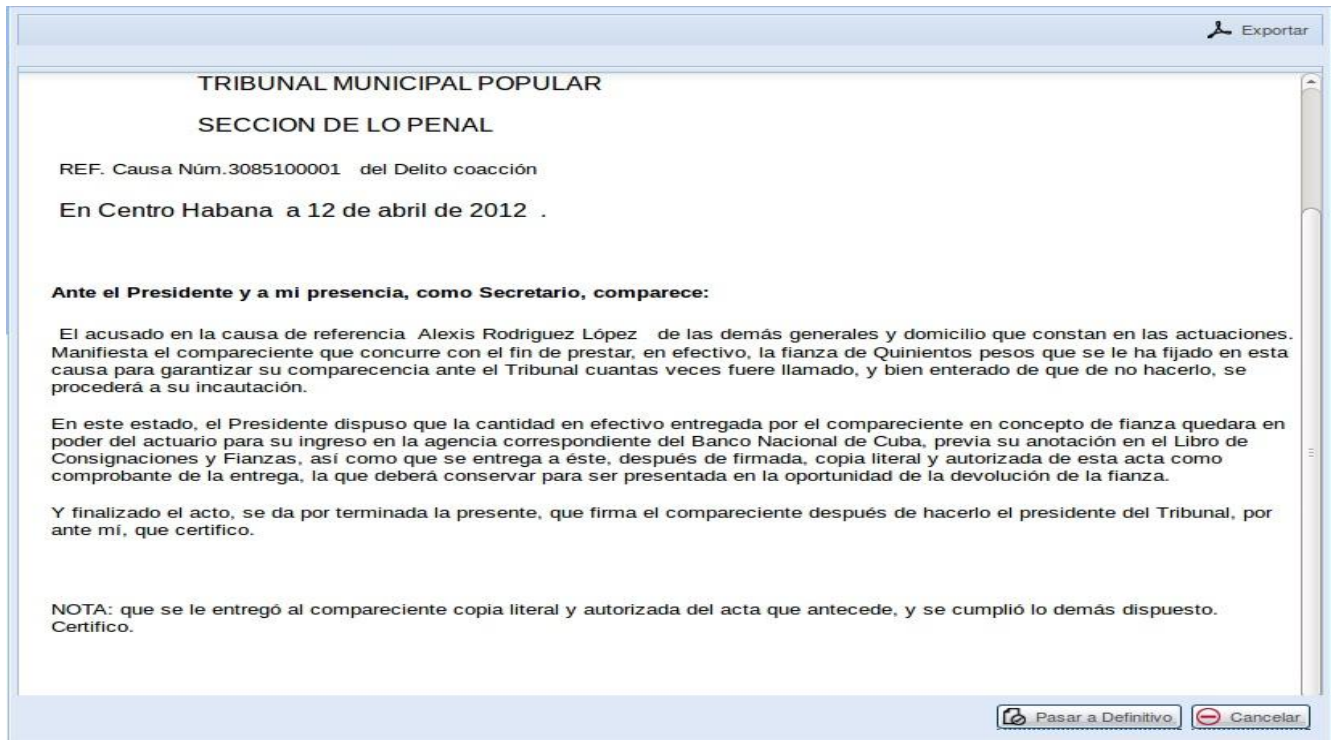 Exportar
TRIBUNAL MUNICIPAL POPULAR
SECCION DE LO PENAL
REF. Causa Núm.3085100001 del Delito coacción
En Centro Habana a 12 de abril de 2012 .
Ante el Presidente y a mi presencia, como Secretario, comparece:
El acusado en la causa de referencia Alexis Rodriguez López de las demás generales y domicilio que constan en las actuaciones.
Manifiesta el compareciente que concurre con el fin de prestar, en efectivo, la fianza de Quinientos pesos que se le ha fijado en esta
causa para garantizar su comparecencia ante el Tribunal cuantas veces fuere llamado, y bien enterado de que de no hacerlo, se
procederá a su incautación.
En este estado, el Presidente dispuso que la cantidad en efectivo entregada por el compareciente en concepto de fianza quedara en
poder del actuario para su ingreso en la agencia correspondiente del Banco Nacional de Cuba, previa su anotación en el Libro de
Consignaciones y Fianzas, así como que se entrega a éste, después de firmada, copia literal y autorizada de esta acta como
comprobante de la entrega, la que deberá conservar para ser presentada en la oportunidad de la devolución de la fianza.
Y finalizado el acto, se da por terminada la presente, que firma el compareciente después de hacerlo el presidente del Tribunal, por
ante mí, que certifico.
NOTA: que se le entregó al compareciente copia literal y autorizada del acta que antecede, y se cumplió lo demás dispuesto.
Certifico.
Pasar a Definitivo Cancelar